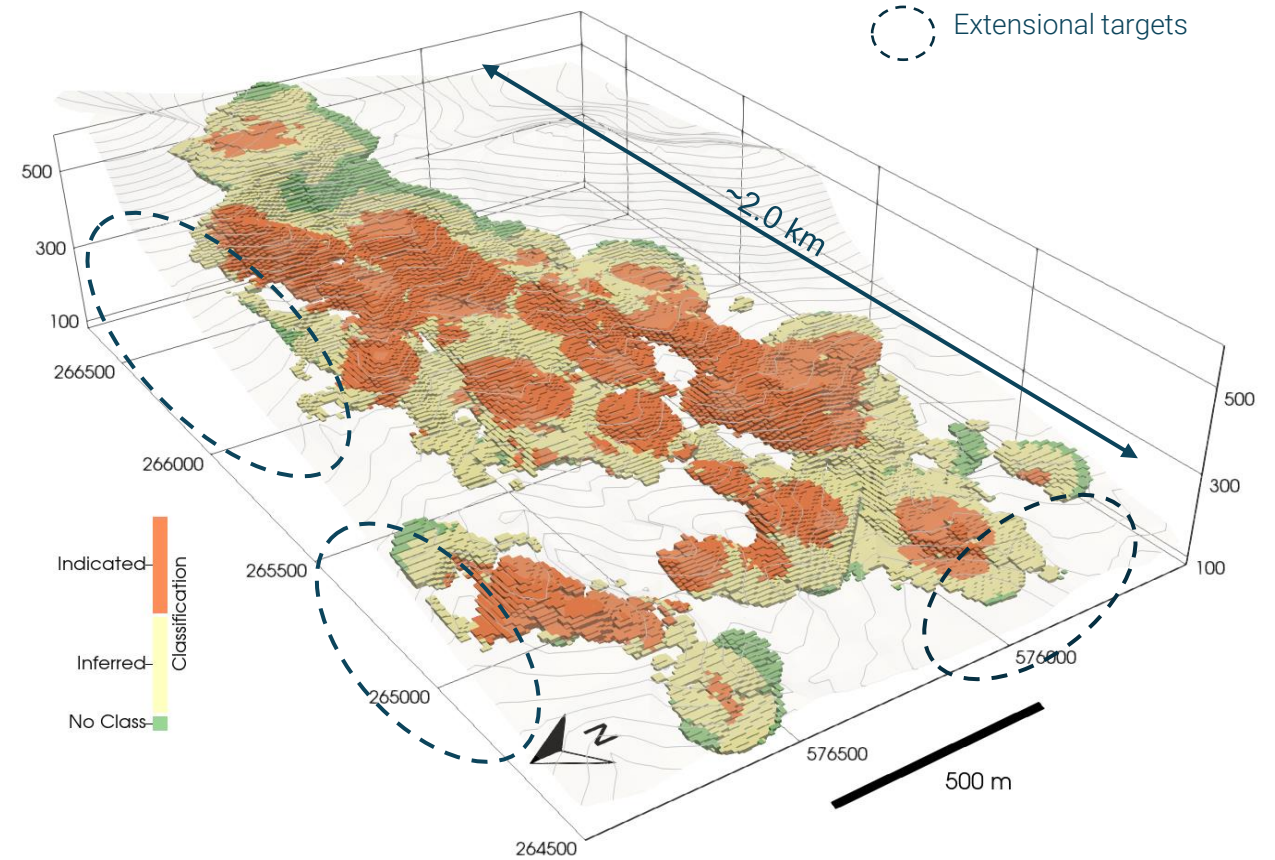 Extensional targets
~2.0 km
500
300
100
266500
266000
265500
265000
264500
500
300
100
576000
576500
500 m
N
Indicated
Inferred
No Class
Classification